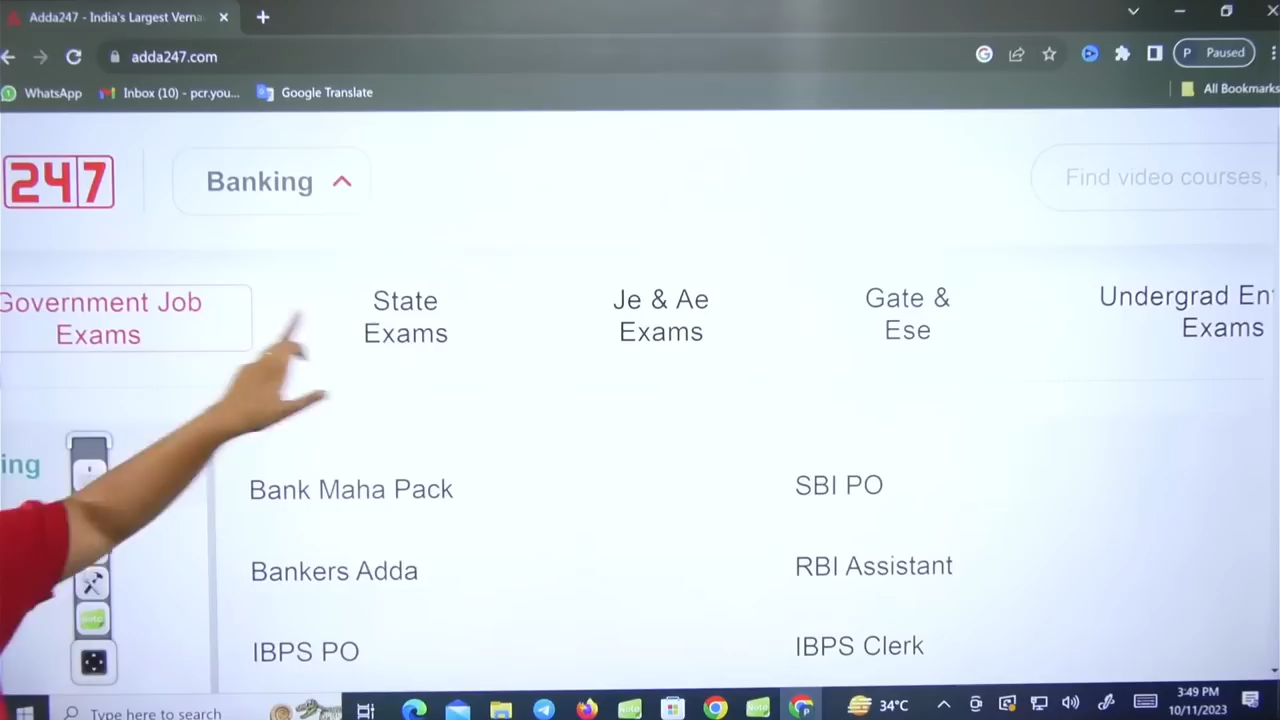 Adda247 - India's Largest Verna
adda247.com
Paused
P
WhatsApp
Inbox (10) - pcr.you...
Google Translate
All Bookmarks
247
Banking
Find video courses,
Government Job
Exams
State
Exams
Je & Ae
Exams
Gate &
Ese
Undergrad En
Exams
ing
Bank Maha Pack
SBI PO
Bankers Adda
RBI Assistant
IBPS PO
IBPS Clerk
Type here to search
34°C
3:49 PM
10/11/2023